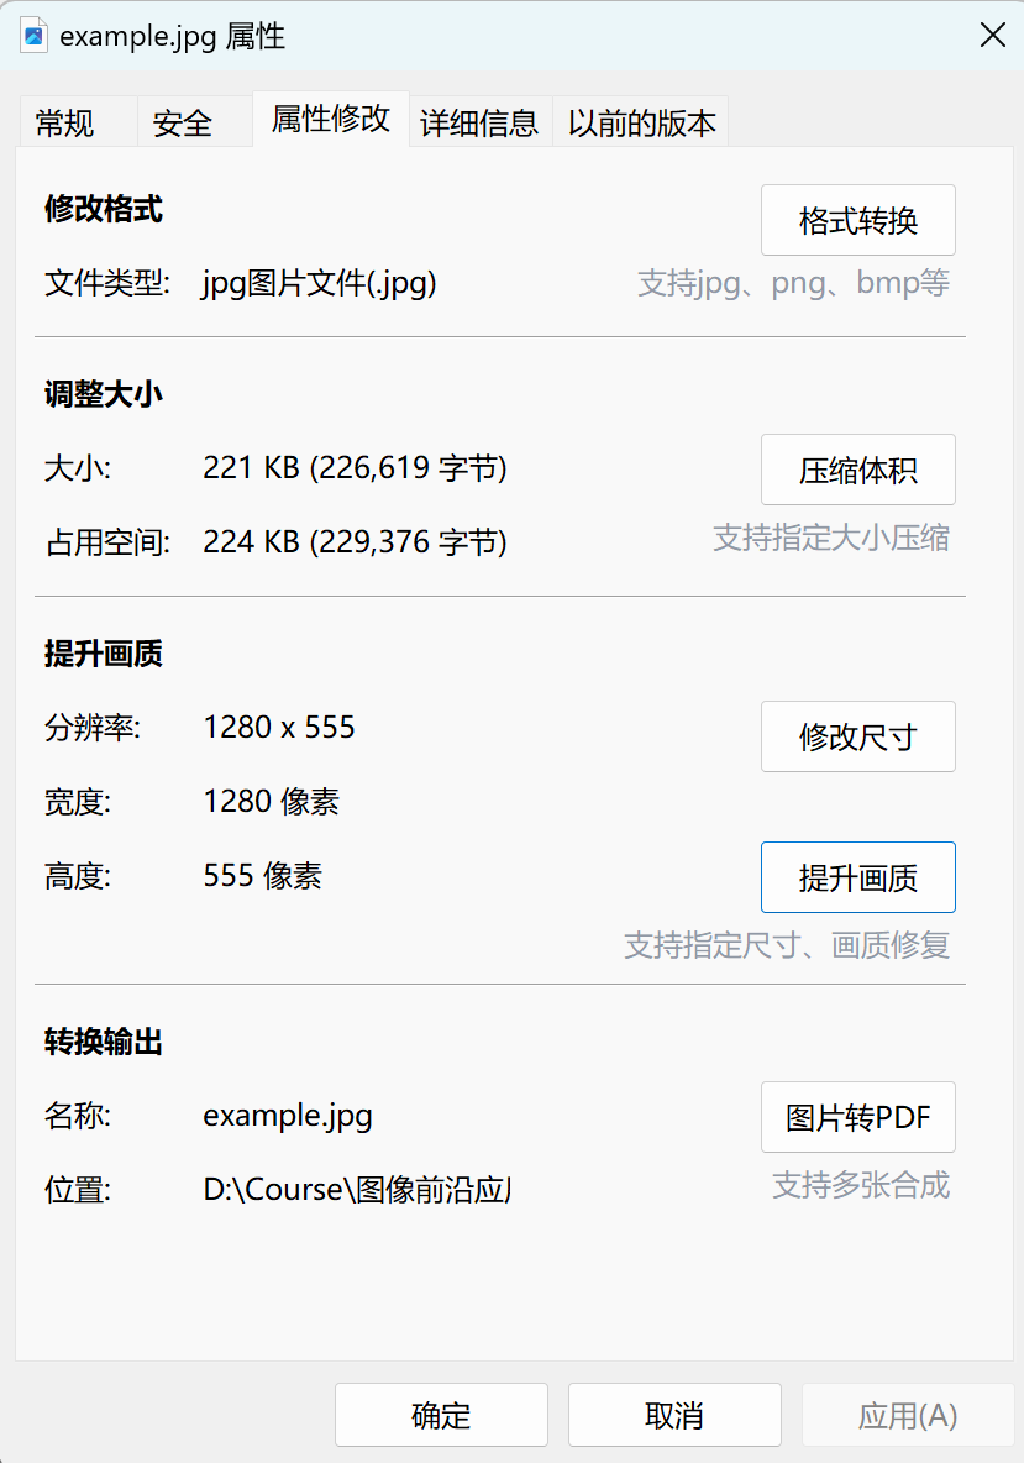 example.jpg 属性
常规 安全 属性修改 详细信息 以前的版本
修改格式
格式转换
文件类型: jpg图片文件(.jpg)
支持jpg、png、bmp等
调整大小
大小: 221 KB (226,619 字节)
压缩体积
占用空间: 224 KB (229,376 字节)
支持指定大小压缩
提升画质
分辨率: 1280 x 555
修改尺寸
宽度: 1280 像素
高度: 555 像素
提升画质
支持指定尺寸、画质修复
转换输出
名称: example.jpg
图片转PDF
位置: D:\Course\图像前沿应
支持多张合成
确定 取消 应用(A)